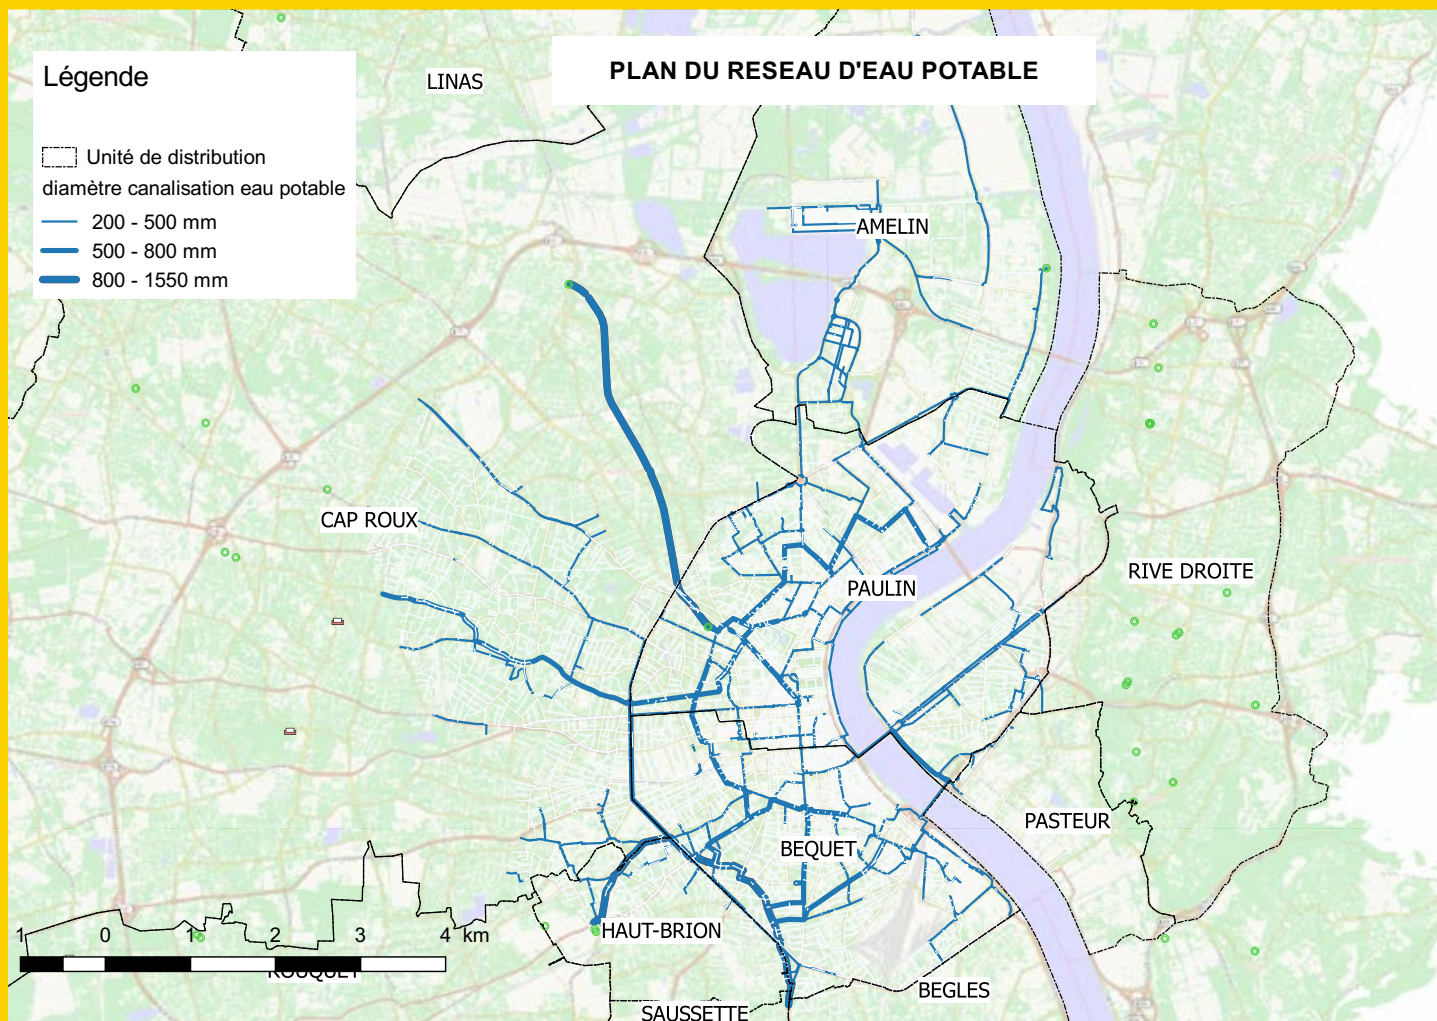 PLAN DU RESEAU D'EAU POTABLE
Légende
Unité de distribution
diamètre canalisation eau potable
200 - 500 mm
500 - 800 mm
800 - 1550 mm
LINAS
AMELIN
CAP ROUX
RIVE DROITE
PAULIN
PASTEUR
BEQUET
HAUT-BRION
1 0 1 2 3 4 km
ROUQUET
BEGLES
SAUSSETTE